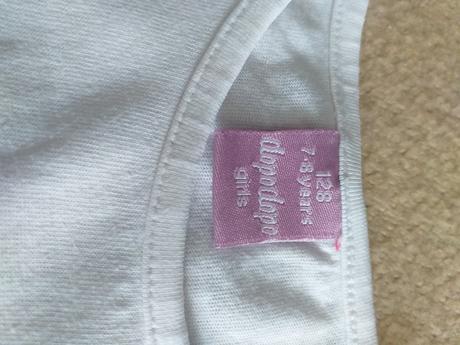 128
7-8 years
dopodopo
girls